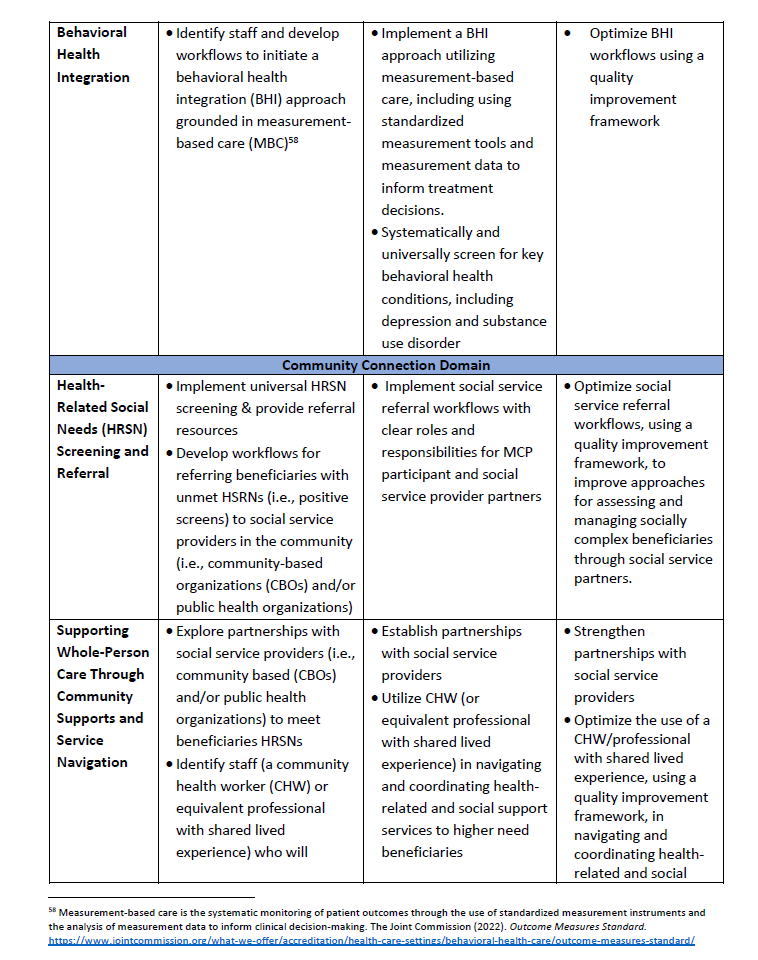 Behavioral
Health
Integration
• Identify staff and develop
workflows to initiate a
behavioral health
integration (BHI) approach
grounded in measurement-
based care (MBC)58
• Implement a BHI
approach utilizing
measurement-based
care, including using
standardized
measurement tools and
measurement data to
inform treatment
decisions.
• Systematically and
universally screen for key
behavioral health
conditions, including
depression and substance
use disorder
• Optimize BHI
workflows using a
quality
improvement
framework
Community Connection Domain
Health-
Related Social
Needs (HRSN)
Screening and
Referral
• Implement universal HRSN
screening & provide referral
resources
• Develop workflows for
referring beneficiaries with
unmet HSRNs (i.e., positive
screens) to social service
providers in the community
(i.e., community-based
organizations (CBOs) and/or
public health organizations)
• Implement social service
referral workflows with
clear roles and
responsibilities for MCP
participant and social
service provider partners
• Optimize social
service referral
workflows, using a
quality improvement
framework, to
improve approaches
for assessing and
managing socially
complex beneficiaries
through social service
partners.
Supporting
Whole-Person
Care Through
Community
Supports and
Service
Navigation
• Explore partnerships with
social service providers (i.e.,
community based (CBOs)
and/or public health
organizations) to meet
beneficiaries HRSNs
• Identify staff (a community
health worker (CHW) or
equivalent professional
with shared lived
experience) who will
• Establish partnerships
with social service
providers
• Utilize CHW (or
equivalent professional
with shared lived
experience) in navigating
and coordinating health-
related and social support
services to higher need
beneficiaries
• Strengthen
partnerships with
social service
providers
• Optimize the use of a
CHW/professional
with shared lived
experience, using a
quality improvement
framework, in
navigating and
coordinating health-
related and social
58 Measurement-based care is the systematic monitoring of patient outcomes through the use of standardized measurement instruments and
the analysis of measurement data to inform clinical decision-making. The Joint Commission (2022). Outcome Measures Standard.
https://www.jointcommission.org/what-we-offer/accreditation/health-care-settings/behavioral-health-care/outcome-measures-standard/